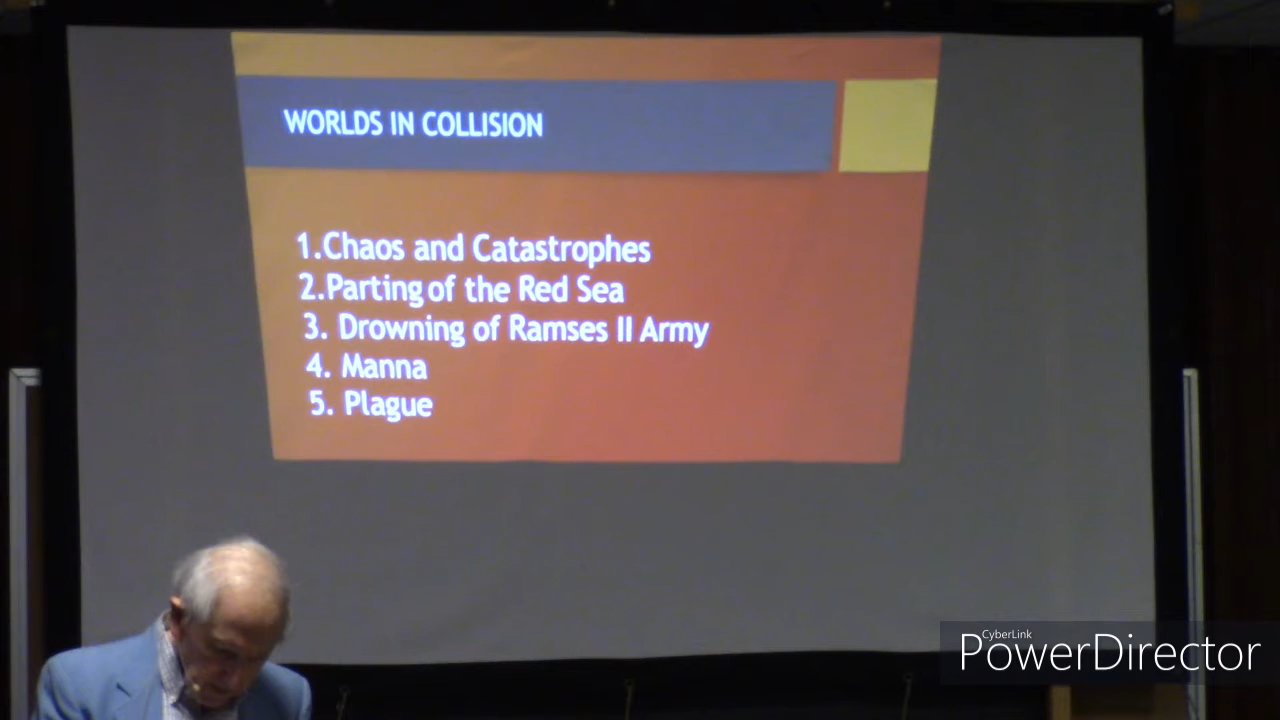 WORLDS IN COLLISION
1.Chaos and Catastrophes
2.Parting of the Red Sea
3. Drowning of Ramses II Army
4. Manna
5. Plague
CyberLink
PowerDirector